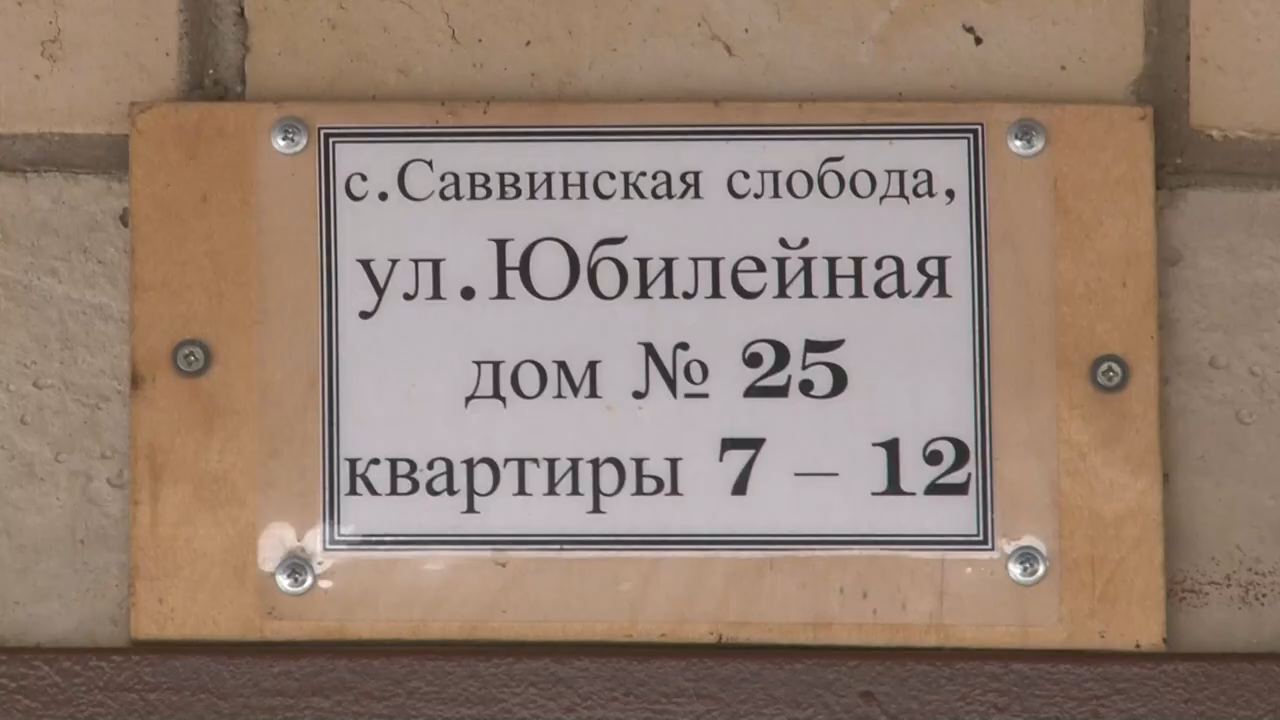 с.Саввинская слобода,
ул.Юбилейная
дом № 25
квартиры 7 – 12